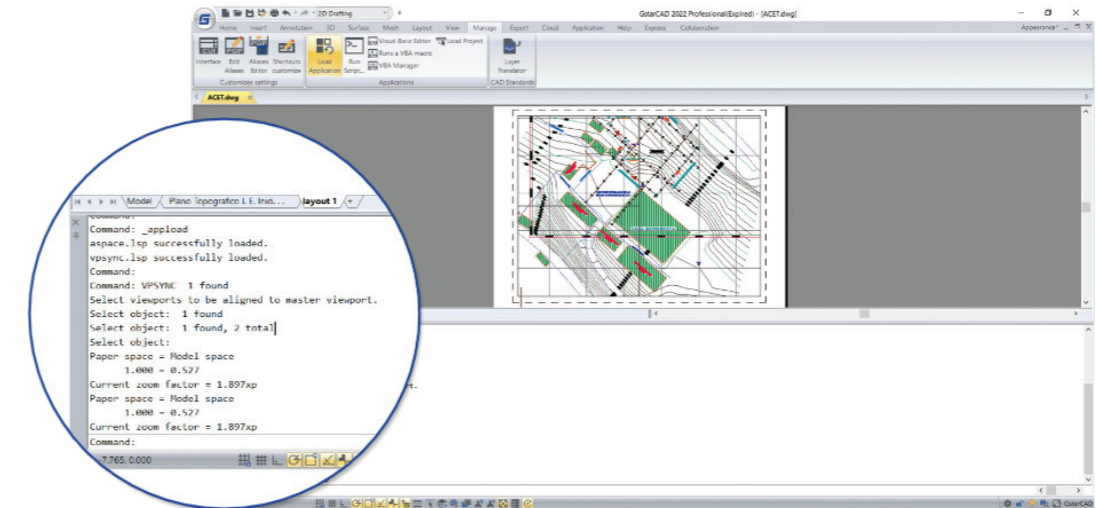 2D Drafting
GstarCAD 2022 Professional(Expired) - [ACET.dwg]
Home Insert Annotation 3D Surface Mesh Layout View Manage Export Cloud Application Help Express Collaboration
Appearance
Interface
Edit Aliases
Aliases Editor
Shortcuts customize
Load Application
Run Script...
Visual Basic Editor
Runs a VBA macro
VBA Manager
Load Project
Layer Translator
Customizes settings
Applications
CAD Standards
ACET.dwg
Model
Plano Topografico I. E. Inic...
layout 1
Command: _appload
aspace.lsp successfully loaded.
vpsync.lsp successfully loaded.
Command:
Command: VPSYNC 1 found
Select viewports to be aligned to master viewport.
Select object: 1 found
Select object: 1 found, 2 total
Select object:
Paper space = Model space
1.000 = 0.527
Current zoom factor = 1.897xp
Paper space = Model space
1.000 = 0.527
Current zoom factor = 1.897xp
Command:
-7.765, 0.000
GstarCAD